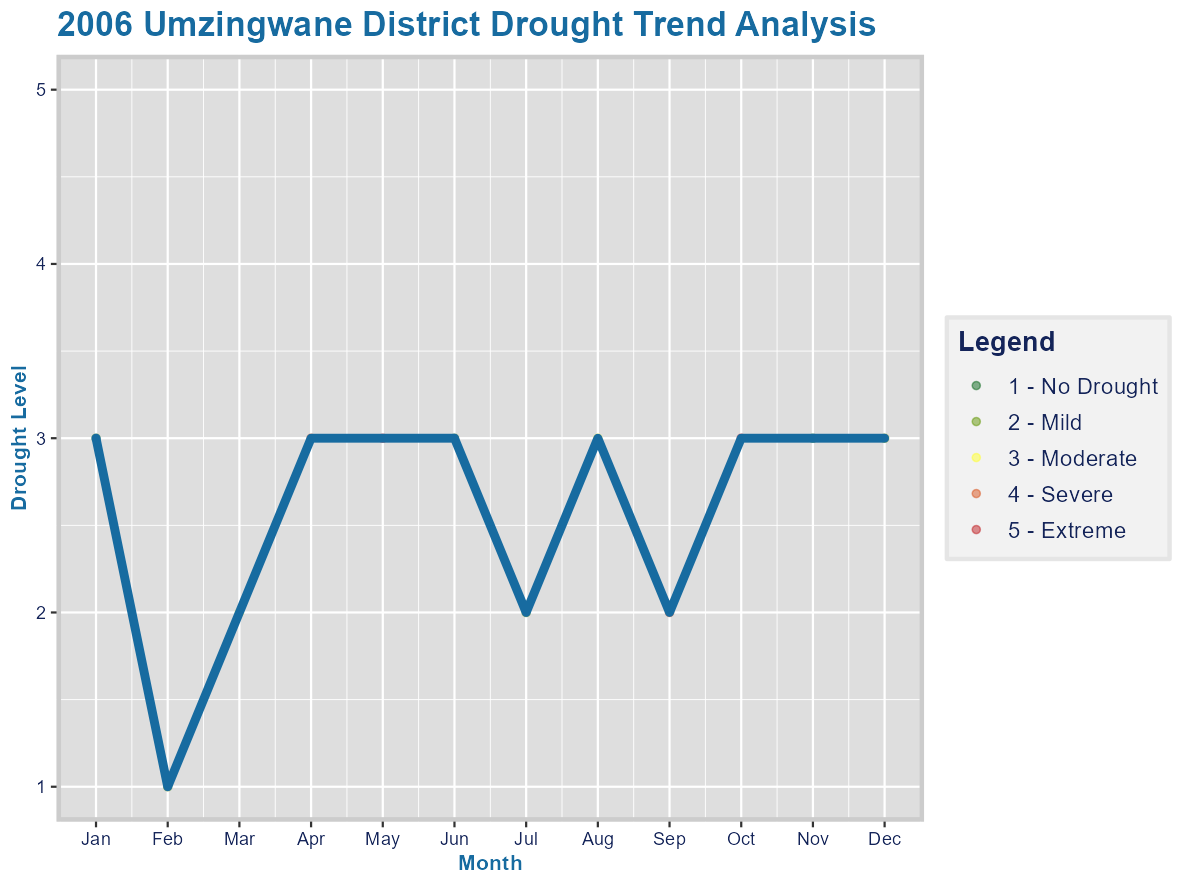 2006 Umzingwane District Drought Trend Analysis
5
4
3
2
1
Drought Level
Jan Feb Mar Apr May Jun Jul Aug Sep Oct Nov Dec
Month
Legend
1 - No Drought
2 - Mild
3 - Moderate
4 - Severe
5 - Extreme